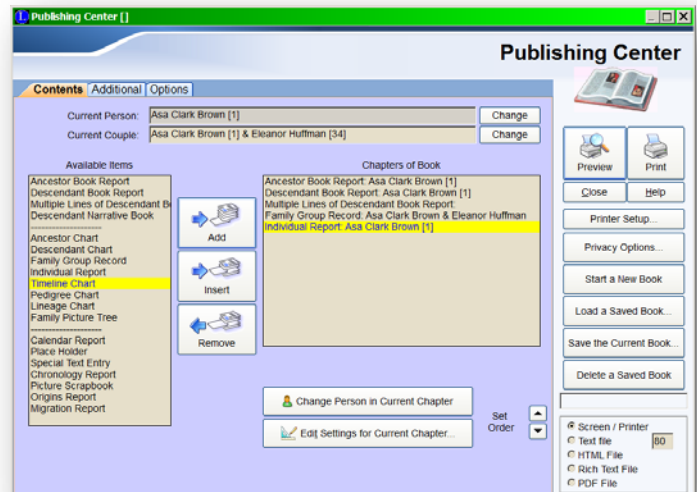 Publishing Center []
Publishing Center
Contents Additional Options
Current Person: Asa Clark Brown [1] Change
Current Couple: Asa Clark Brown [1] & Eleanor Huffman [34] Change
Available Items
Ancestor Book Report
Descendant Book Report
Multiple Lines of Descendant B
Descendant Narrative Book
--------------------
Ancestor Chart
Descendant Chart
Family Group Record
Individual Report
Timeline Chart
Pedigree Chart
Lineage Chart
Family Picture Tree
--------------------
Calendar Report
Place Holder
Special Text Entry
Chronology Report
Picture Scrapbook
Origins Report
Migration Report
Add
Insert
Remove
Chapters of Book
Ancestor Book Report: Asa Clark Brown [1]
Descendant Book Report: Asa Clark Brown [1]
Multiple Lines of Descendant Book Report:
Family Group Record: Asa Clark Brown & Eleanor Huffman
Individual Report: Asa Clark Brown [1]
Change Person in Current Chapter
Edit Settings for Current Chapter...
Set
Order
Preview Print
Close Help
Printer Setup...
Privacy Options...
Start a New Book
Load a Saved Book...
Save the Current Book...
Delete a Saved Book
Screen / Printer
Text file 80
HTML File
Rich Text File
PDF File